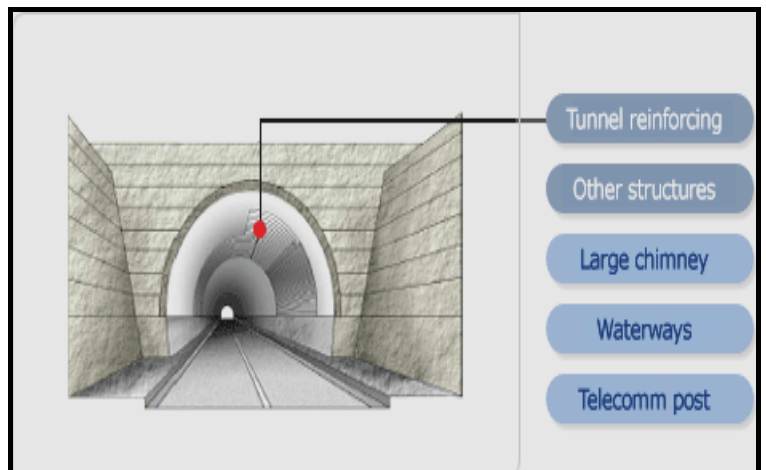 Tunnel reinforcing
Other structures
Large chimney
Waterways
Telecomm post